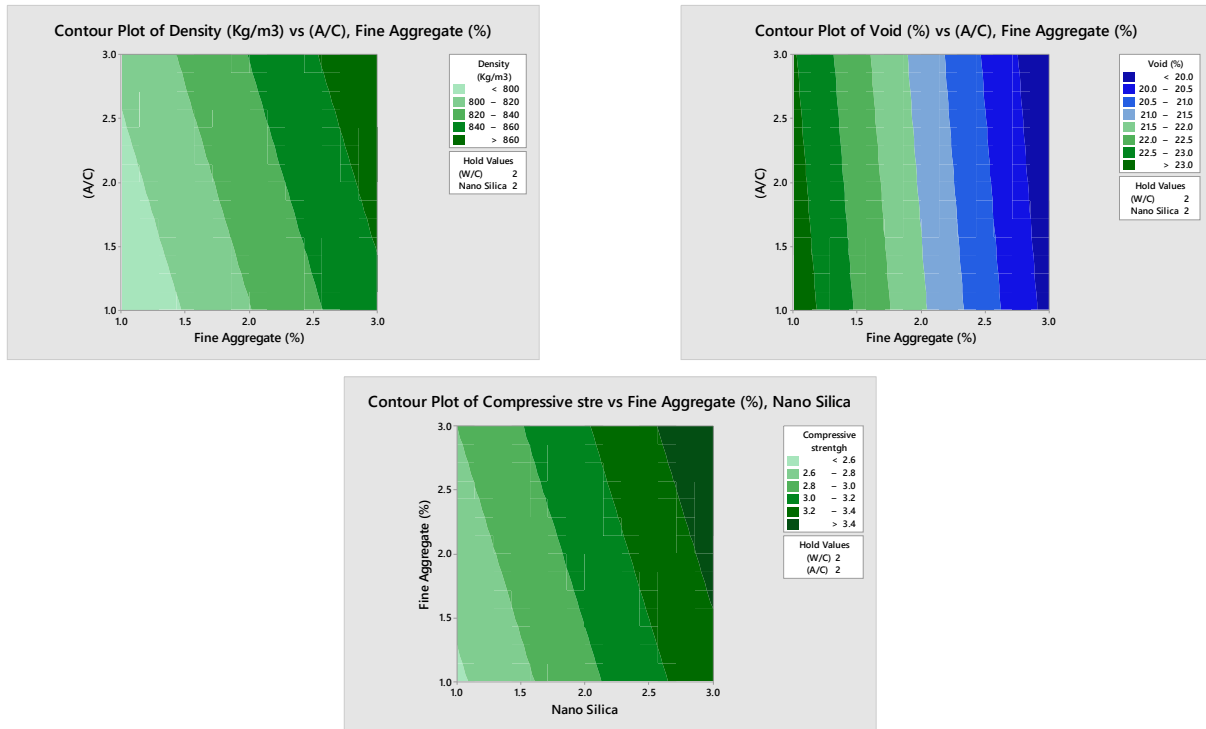 Contour Plot of Density (Kg/m3) vs (A/C), Fine Aggregate (%)
(A/C)
3.0
2.5
2.0
1.5
1.0
1.0 1.5 2.0 2.5 3.0
Fine Aggregate (%)
Density
(Kg/m3)
< 800
800 – 820
820 – 840
840 – 860
> 860
Hold Values
(W/C) 2
Nano Silica 2
Contour Plot of Void (%) vs (A/C), Fine Aggregate (%)
(A/C)
3.0
2.5
2.0
1.5
1.0
1.0 1.5 2.0 2.5 3.0
Fine Aggregate (%)
Void (%)
< 20.0
20.0 – 20.5
20.5 – 21.0
21.0 – 21.5
21.5 – 22.0
22.0 – 22.5
22.5 – 23.0
> 23.0
Hold Values
(W/C) 2
Nano Silica 2
Contour Plot of Compressive stre vs Fine Aggregate (%), Nano Silica
Fine Aggregate (%)
3.0
2.5
2.0
1.5
1.0
1.0 1.5 2.0 2.5 3.0
Nano Silica
Compressive
strentgh
< 2.6
2.6 – 2.8
2.8 – 3.0
3.0 – 3.2
3.2 – 3.4
> 3.4
Hold Values
(W/C) 2
(A/C) 2